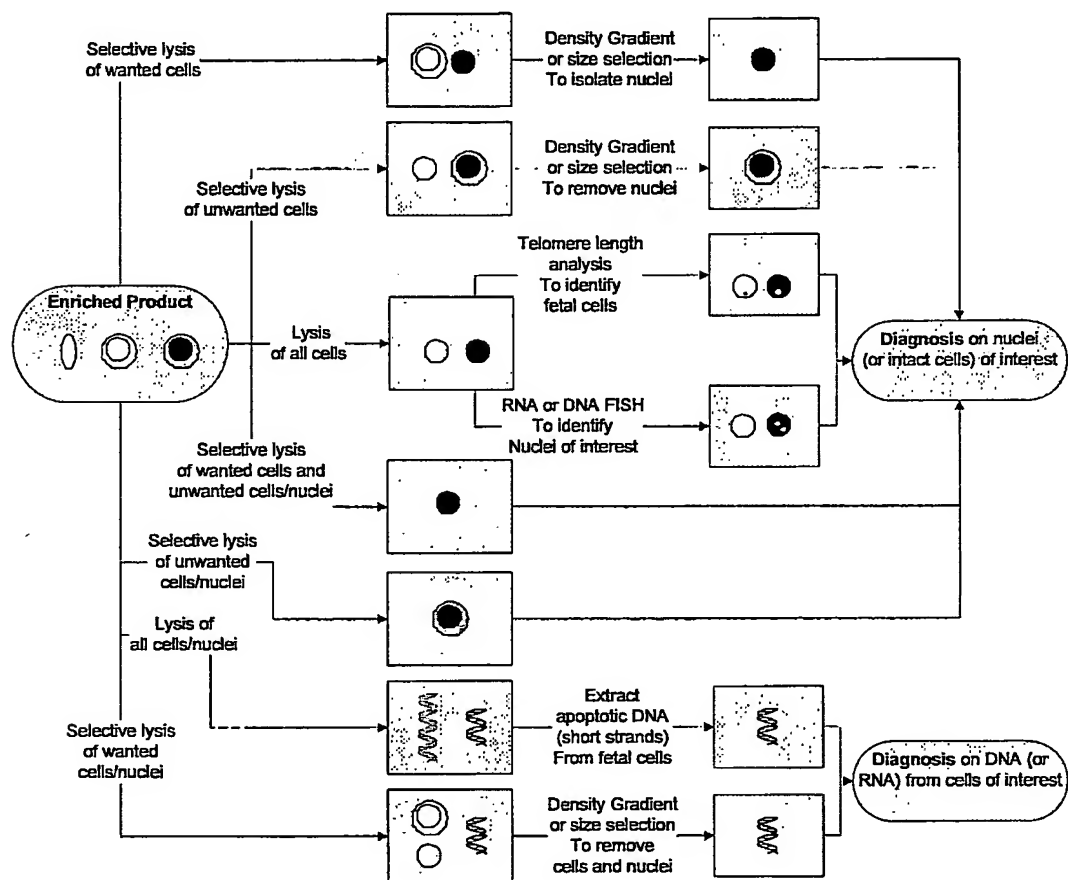 Selective lysis
of wanted cells
Density Gradient
or size selection
To isolate nuclei
Selective lysis
of unwanted cells
Density Gradient
or size selection
To remove nuclei
Enriched Product
Lysis
of all cells
Telomere length
analysis
To identify
fetal cells
RNA or DNA FISH
To identify
Nuclei of interest
Diagnosis on nuclei
(or intact cells) of interest
Selective lysis
of wanted cells and
unwanted cells/nuclei
Selective lysis
of unwanted
cells/nuclei
Lysis of
all cells/nuclei
Extract
apoptotic DNA
(short strands)
From fetal cells
Selective lysis
of wanted
cells/nuclei
Density Gradient
or size selection
To remove
cells and nuclei
Diagnosis on DNA (or
RNA) from cells of interest